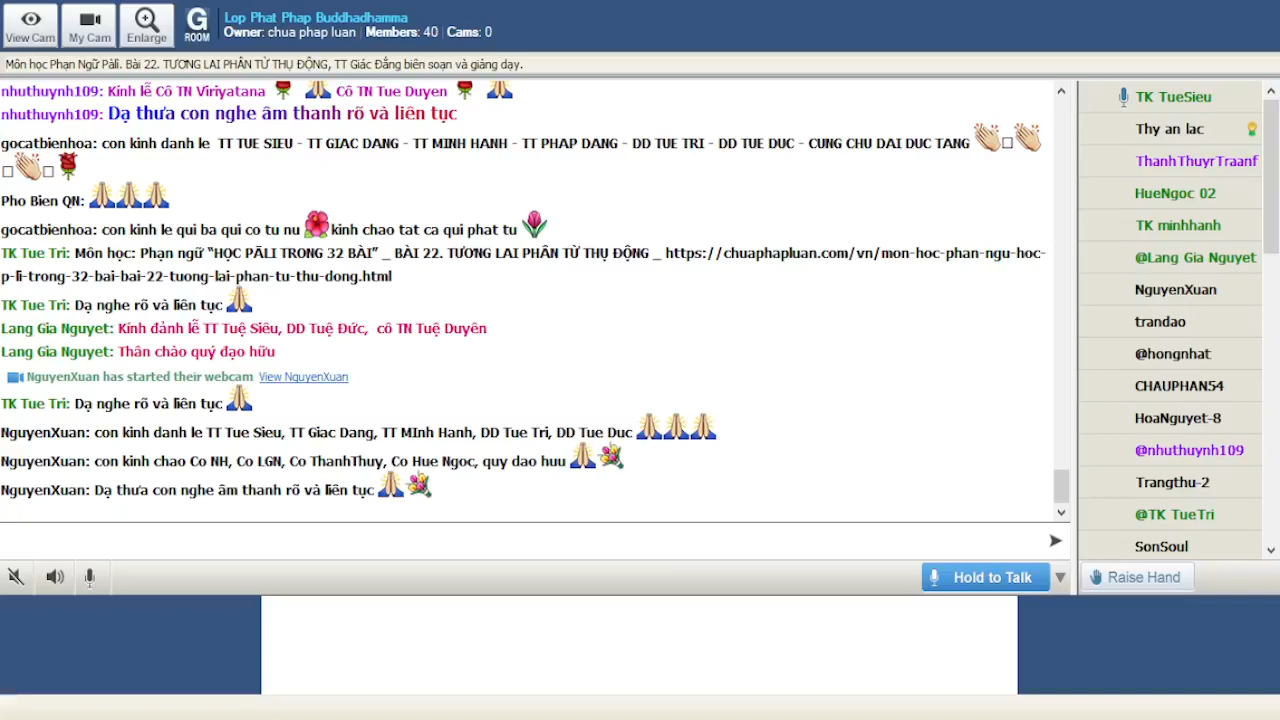 View Cam
My Cam
Enlarge
G
ROOM
Lop Phat Phap Buddhadhamma
Owner: chua phap luan | Members: 40 | Cams: 0
Môn học Phạn Ngữ Pāli. Bài 22. TƯƠNG LAI PHÂN TỪ THỤ ĐỘNG, TT Giác Đẳng biên soạn và giảng dạy.
nhuthuynh109: Kính lễ Cô TN Viriyatana Cô TN Tue Duyen
nhuthuynh109: Dạ thưa con nghe âm thanh rõ và liên tục
gocatbienhoa: con kinh danh le TT TUE SIEU - TT GIAC DANG - TT MINH HANH - TT PHAP DANG - DD TUE TRI - DD TUE DUC - CUNG CHU DAI DUC TANG
Pho Bien QN:
gocatbienhoa: con kinh le qui ba qui co tu nu kinh chao tat ca qui phat tu
TK Tue Tri: Môn học: Phạn ngữ “HỌC PĀLI TRONG 32 BÀI” _ BÀI 22. TƯƠNG LAI PHÂN TỪ THỤ ĐỘNG _ https://chuaphapluan.com/vn/mon-hoc-phan-ngu-hoc-
p-li-trong-32-bai-bai-22-tuong-lai-phan-tu-thu-dong.html
TK Tue Tri: Dạ nghe rõ và liên tục
Lang Gia Nguyet: Kính đảnh lễ TT Tuệ Siêu, DD Tuệ Đức, cô TN Tuệ Duyên
Lang Gia Nguyet: Thân chào quý đạo hữu
NguyenXuan has started their webcam View NguyenXuan
TK Tue Tri: Dạ nghe rõ và liên tục
NguyenXuan: con kinh danh le TT Tue Sieu, TT Giac Dang, TT MInh Hanh, DD Tue Tri, DD Tue Duc
NguyenXuan: con kinh chao Co NH, Co LGN, Co ThanhThuy, Co Hue Ngoc, quy dao huu
NguyenXuan: Dạ thưa con nghe âm thanh rõ và liên tục
Hold to Talk
TK TueSieu
Thy an lac
ThanhThuyrTraanf
HueNgoc 02
TK minhhanh
@Lang Gia Nguyet
NguyenXuan
trandao
@hongnhat
CHAUPHAN54
HoaNguyet-8
@nhuthuynh109
Trangthu-2
@TK TueTri
SonSoul
Raise Hand